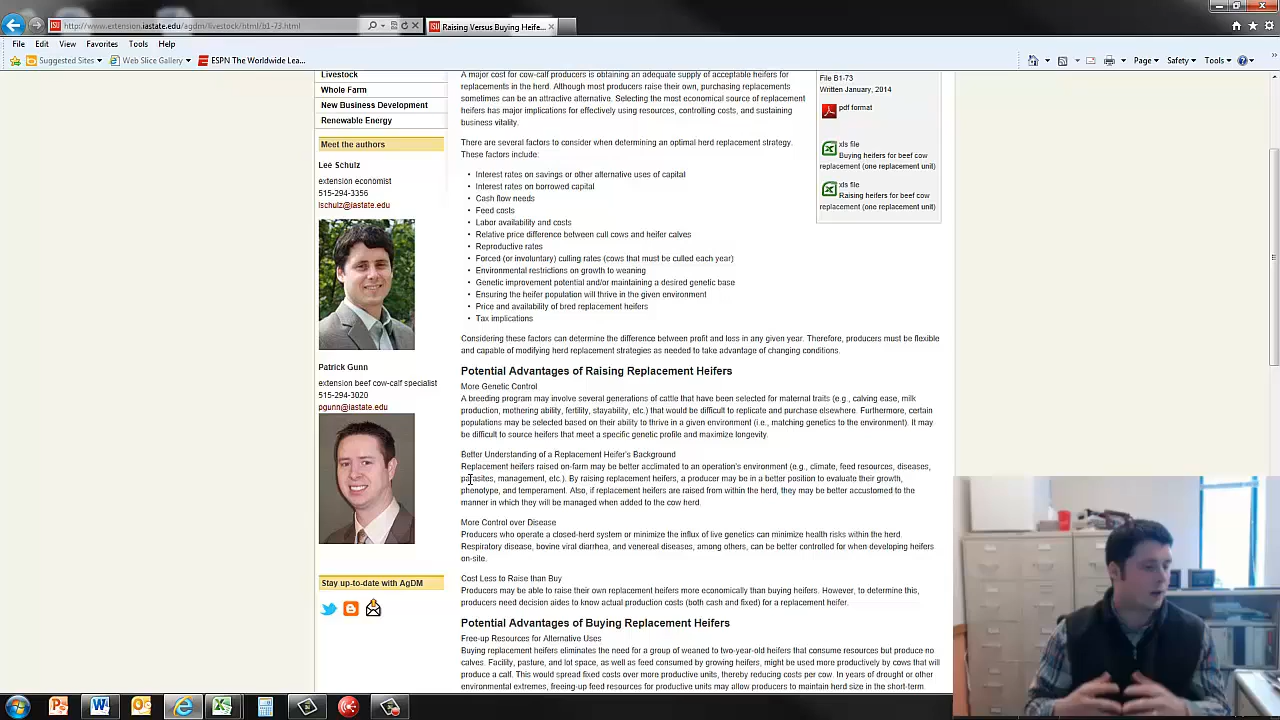 http://www.extension.iastate.edu/agdm/livestock/html/b1-73.html
Raising Versus Buying Heife...
File Edit View Favorites Tools Help
Suggested Sites Web Slice Gallery ESPN The Worldwide Lea...
Page Safety Tools
Livestock
Whole Farm
New Business Development
Renewable Energy
Meet the authors
Lee Schulz
extension economist
515-294-3356
lschulz@iastate.edu
Patrick Gunn
extension beef cow-calf specialist
515-294-3020
pgunn@iastate.edu
Stay up-to-date with AgDM
A major cost for cow-calf producers is obtaining an adequate supply of acceptable heifers for
replacements in the herd. Although most producers raise their own, purchasing replacements
sometimes can be an attractive alternative. Selecting the most economical source of replacement
heifers has major implications for effectively using resources, controlling costs, and sustaining
business vitality.
There are several factors to consider when determining an optimal herd replacement strategy.
These factors include:
• Interest rates on savings or other alternative uses of capital
• Interest rates on borrowed capital
• Cash flow needs
• Feed costs
• Labor availability and costs
• Relative price difference between cull cows and heifer calves
• Reproductive rates
• Forced (or involuntary) culling rates (cows that must be culled each year)
• Environmental restrictions on growth to weaning
• Genetic improvement potential and/or maintaining a desired genetic base
• Ensuring the heifer population will thrive in the given environment
• Price and availability of bred replacement heifers
• Tax implications
Considering these factors can determine the difference between profit and loss in any given year. Therefore, producers must be flexible
and capable of modifying herd replacement strategies as needed to take advantage of changing conditions.
Potential Advantages of Raising Replacement Heifers
More Genetic Control
A breeding program may involve several generations of cattle that have been selected for maternal traits (e.g., calving ease, milk
production, mothering ability, fertility, stayability, etc.) that would be difficult to replicate and purchase elsewhere. Furthermore, certain
populations may be selected based on their ability to thrive in a given environment (i.e., matching genetics to the environment). It may
be difficult to source heifers that meet a specific genetic profile and maximize longevity.
Better Understanding of a Replacement Heifer's Background
Replacement heifers raised on-farm may be better acclimated to an operation's environment (e.g., climate, feed resources, diseases,
parasites, management, etc.). By raising replacement heifers, a producer may be in a better position to evaluate their growth,
phenotype, and temperament. Also, if replacement heifers are raised from within the herd, they may be better accustomed to the
manner in which they will be managed when added to the cow herd.
More Control over Disease
Producers who operate a closed-herd system or minimize the influx of live genetics can minimize health risks within the herd.
Respiratory disease, bovine viral diarrhea, and venereal diseases, among others, can be better controlled for when developing heifers
on-site.
Cost Less to Raise than Buy
Producers may be able to raise their own replacement heifers more economically than buying heifers. However, to determine this,
producers need decision aides to know actual production costs (both cash and fixed) for a replacement heifer.
Potential Advantages of Buying Replacement Heifers
Free-up Resources for Alternative Uses
Buying replacement heifers eliminates the need for a group of weaned to two-year-old heifers that consume resources but produce no
calves. Facility, pasture, and lot space, as well as feed consumed by growing heifers, might be used more productively by cows that will
produce a calf. This would spread fixed costs over more productive units, thereby reducing costs per cow. In years of drought or other
environmental extremes, freeing-up feed resources for productive units may allow producers to maintain herd size in the short-term
File B1-73
Written January, 2014
pdf format
xls file
Buying heifers for beef cow
replacement (one replacement unit)
xls file
Raising heifers for beef cow
replacement (one replacement unit)